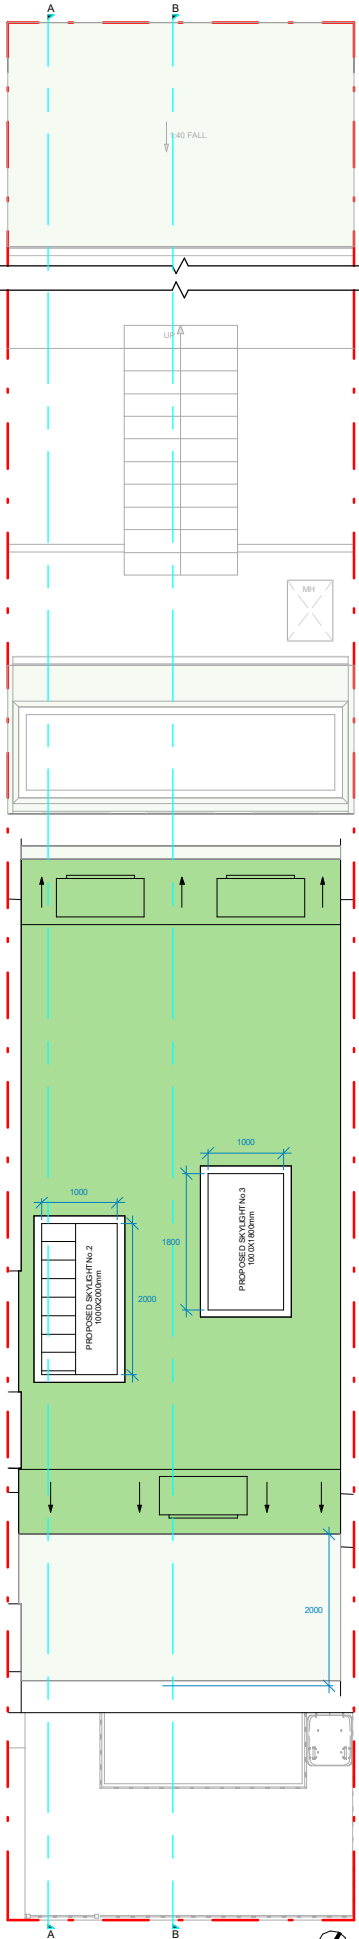 A
B
1:40 FALL
UP
MH
1000
PROPOSED SKYLIGHT No.3
1000X1800mm
1800
1000
PROPOSED SKYLIGHT No.2
1000X2000mm
2000
2000
A
B